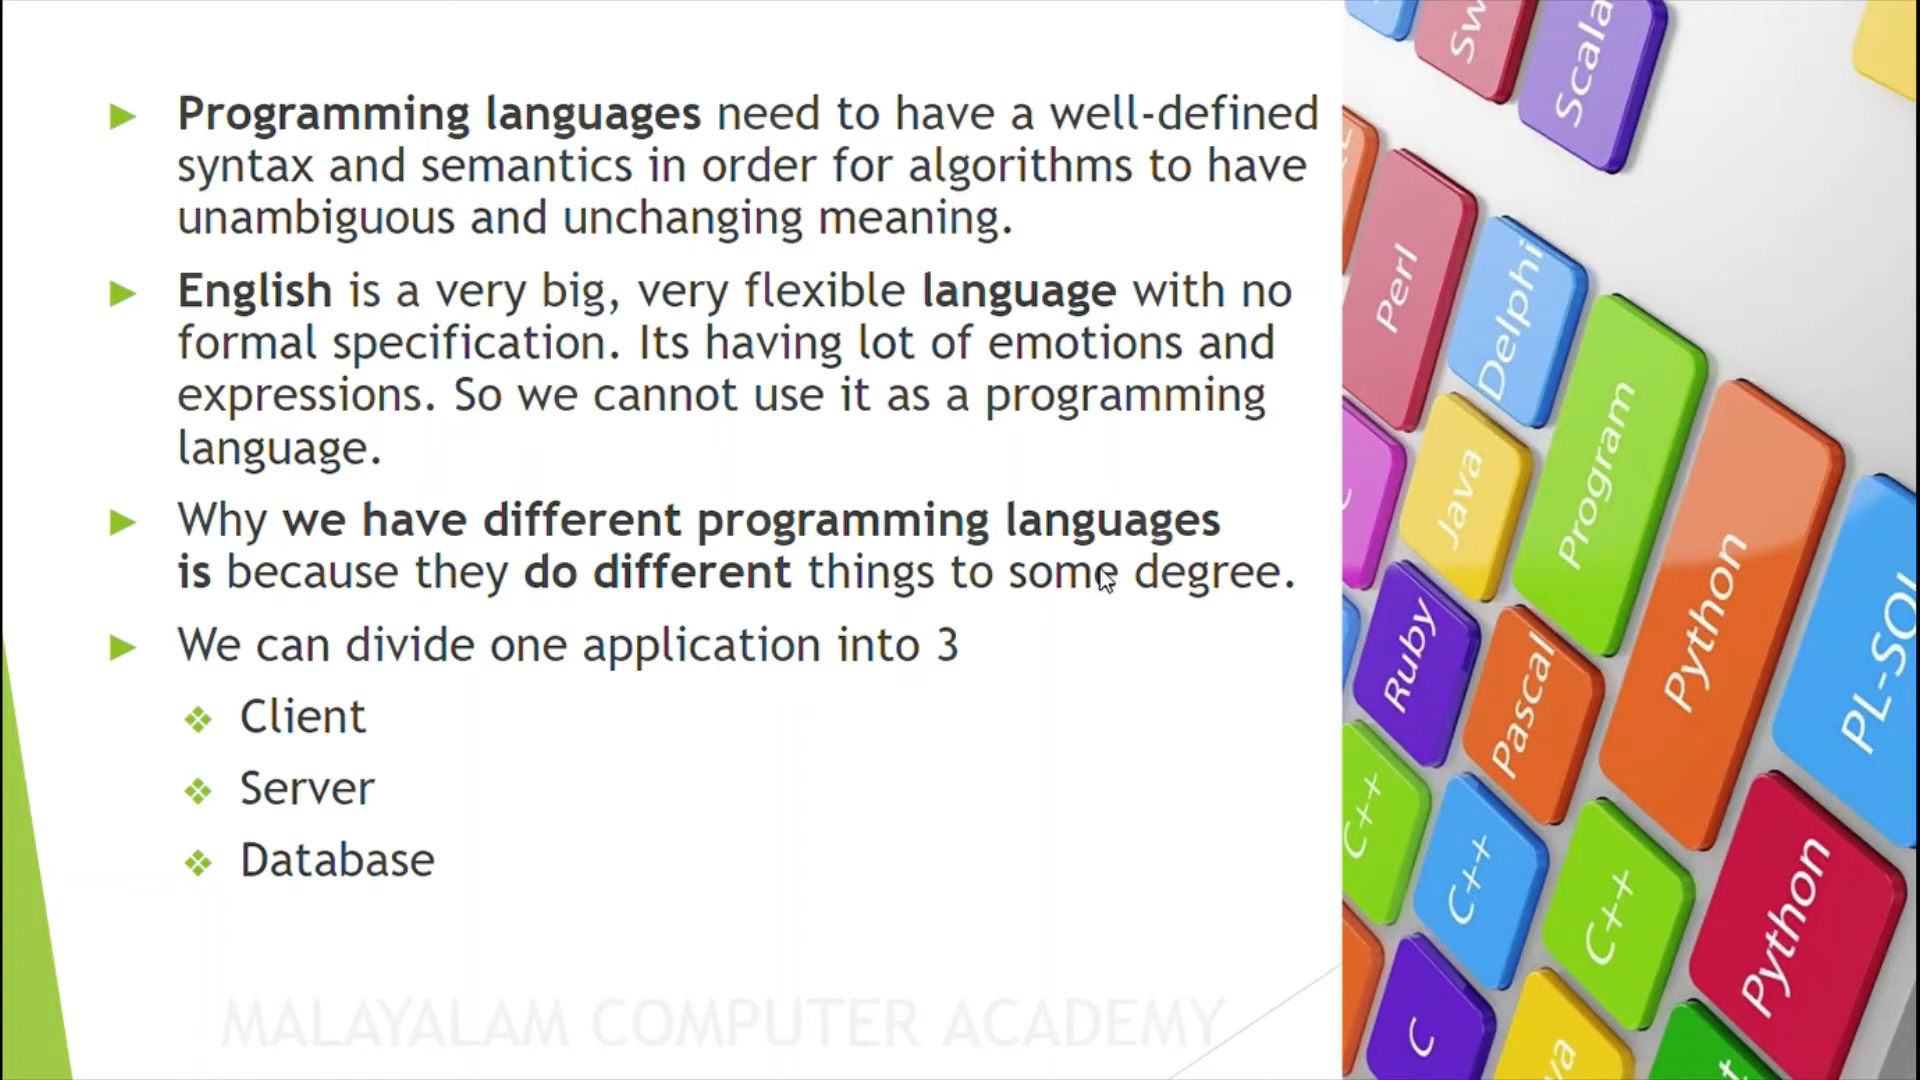 Programming languages need to have a well-defined
syntax and semantics in order for algorithms to have
unambiguous and unchanging meaning.
English is a very big, very flexible language with no
formal specification. Its having lot of emotions and
expressions. So we cannot use it as a programming
language.
Why we have different programming languages
is because they do different things to some degree.
We can divide one application into 3
Client
Server
Database
MALAYALAM COMPUTER ACADEMY
Sw
Scala
Perl
Delphi
Java
Program
Python
PL-SQL
Ruby
Pascal
C++
C++
C++
Python
C